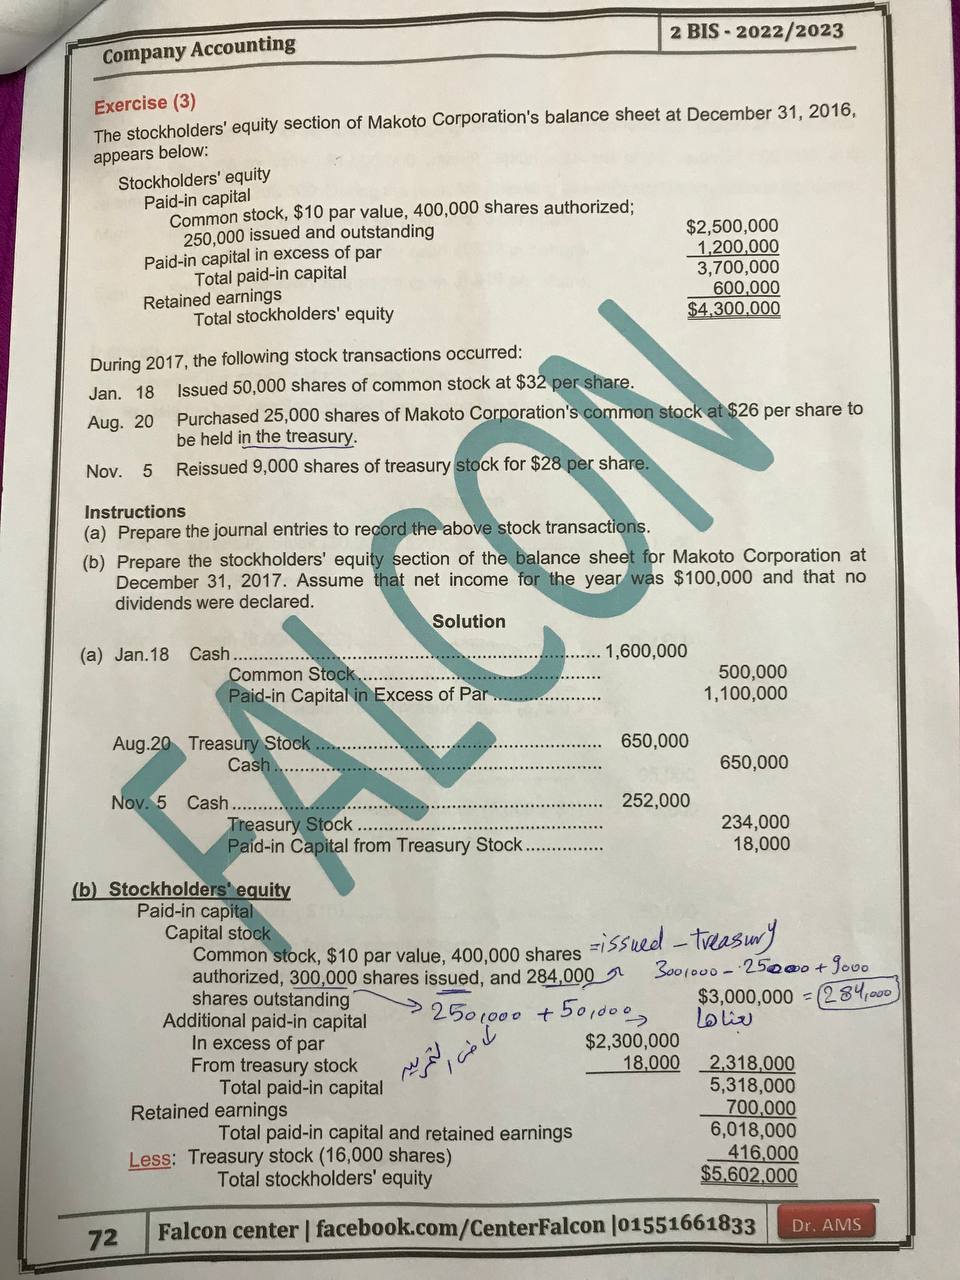 Company Accounting
2 BIS - 2022/2023
Exercise (3)
The stockholders' equity section of Makoto Corporation's balance sheet at December 31, 2016,
appears below:
Stockholders' equity
Paid-in capital
Common stock, $10 par value, 400,000 shares authorized;
250,000 issued and outstanding $2,500,000
Paid-in capital in excess of par 1,200,000
Total paid-in capital 3,700,000
Retained earnings 600,000
Total stockholders' equity $4,300,000
During 2017, the following stock transactions occurred:
Jan. 18 Issued 50,000 shares of common stock at $32 per share.
Aug. 20 Purchased 25,000 shares of Makoto Corporation's common stock at $26 per share to
be held in the treasury.
Nov. 5 Reissued 9,000 shares of treasury stock for $28 per share.
Instructions
(a) Prepare the journal entries to record the above stock transactions.
(b) Prepare the stockholders' equity section of the balance sheet for Makoto Corporation at
December 31, 2017. Assume that net income for the year was $100,000 and that no
dividends were declared.
FALCON
Solution
(a) Jan.18 Cash ........ 1,600,000
Common Stock ........ 500,000
Paid-in Capital in Excess of Par ........ 1,100,000
Aug.20 Treasury Stock ........ 650,000
Cash ........ 650,000
Nov. 5 Cash ........ 252,000
Treasury Stock ........ 234,000
Paid-in Capital from Treasury Stock ........ 18,000
(b) Stockholders' equity
Paid-in capital
Capital stock
Common stock, $10 par value, 400,000 shares =issued - treasury
authorized, 300,000 shares issued, and 284,000 300,000 - 25000 + 9000
shares outstanding $3,000,000 = 284,000
250,000 + 50,000
Additional paid-in capital
In excess of par $2,300,000
From treasury stock 18,000 2,318,000
Total paid-in capital 5,318,000
Retained earnings 700,000
Total paid-in capital and retained earnings 6,018,000
Less: Treasury stock (16,000 shares) 416,000
Total stockholders' equity $5,602,000
72 Falcon center | facebook.com/CenterFalcon |01551661833 Dr. AMS